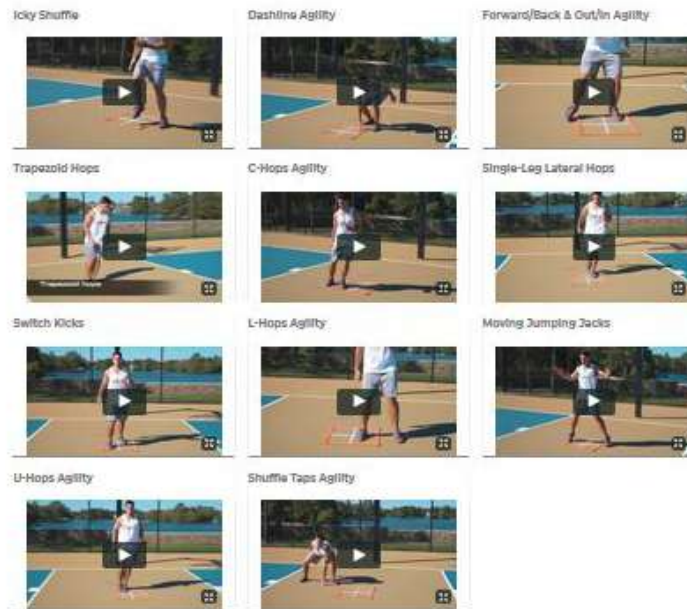 Icky Shuffle
Dashline Agility
Forward/Back & Out/In Agility
Trapezoid Hops
C-Hops Agility
Single-Leg Lateral Hops
Trapezoid hops
Switch Kicks
L-Hops Agility
Moving Jumping Jacks
U-Hops Agility
Shuffle Taps Agility